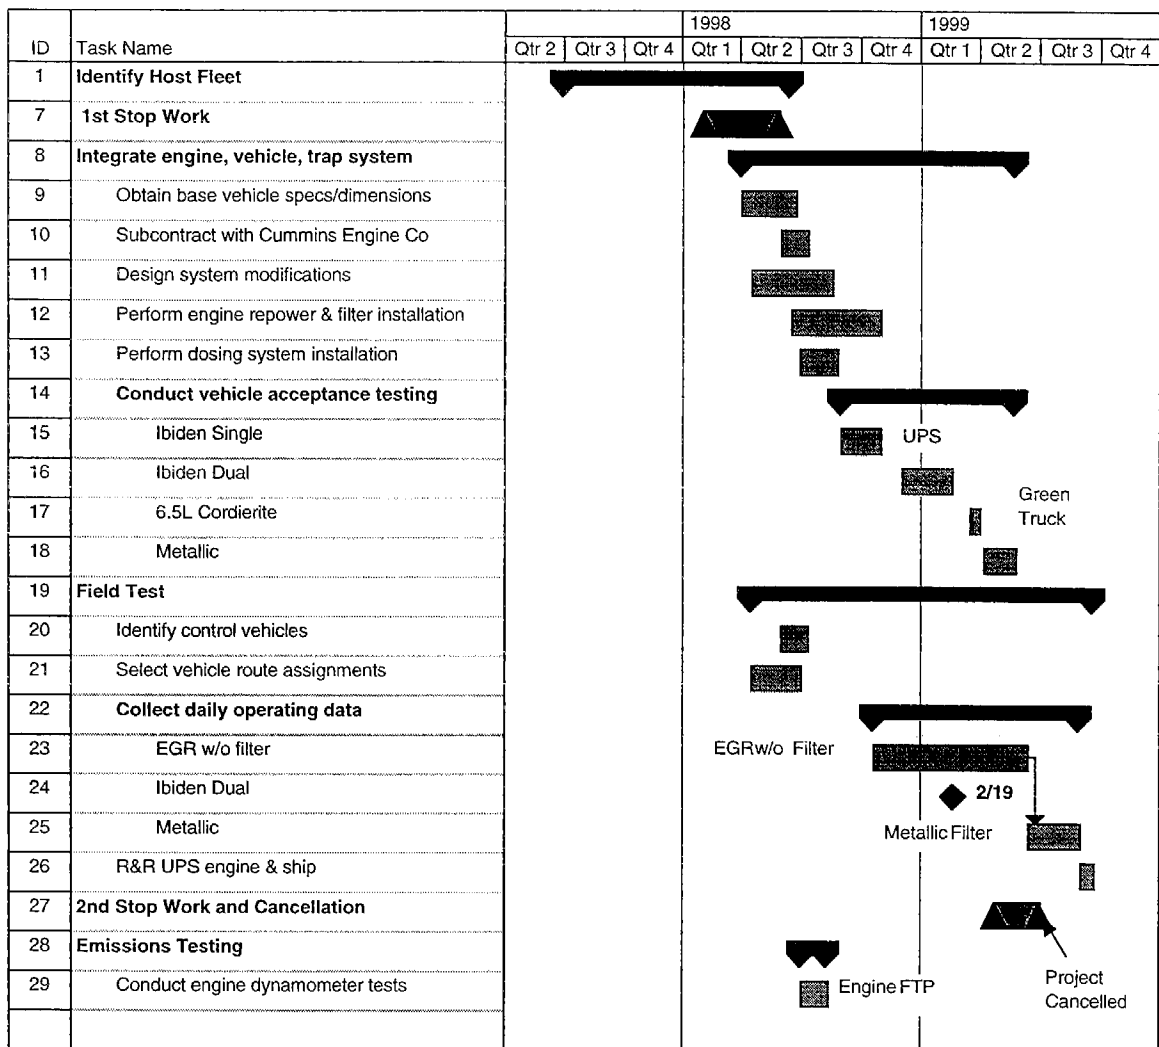 1998 1999
ID Task Name Qtr 2 Qtr 3 Qtr 4 Qtr 1 Qtr 2 Qtr 3 Qtr 4 Qtr 1 Qtr 2 Qtr 3 Qtr 4
1 Identify Host Fleet
7 1st Stop Work
8 Integrate engine, vehicle, trap system
9 Obtain base vehicle specs/dimensions
10 Subcontract with Cummins Engine Co
11 Design system modifications
12 Perform engine repower & filter installation
13 Perform dosing system installation
14 Conduct vehicle acceptance testing
15 Ibiden Single UPS
16 Ibiden Dual
Green
17 6.5L Cordierite Truck
18 Metallic
19 Field Test
20 Identify control vehicles
21 Select vehicle route assignments
22 Collect daily operating data
23 EGR w/o filter EGRw/o Filter
24 Ibiden Dual 2/19
25 Metallic Metallic Filter
26 R&R UPS engine & ship
27 2nd Stop Work and Cancellation
28 Emissions Testing
29 Conduct engine dynamometer tests Engine FTP Project
Cancelled